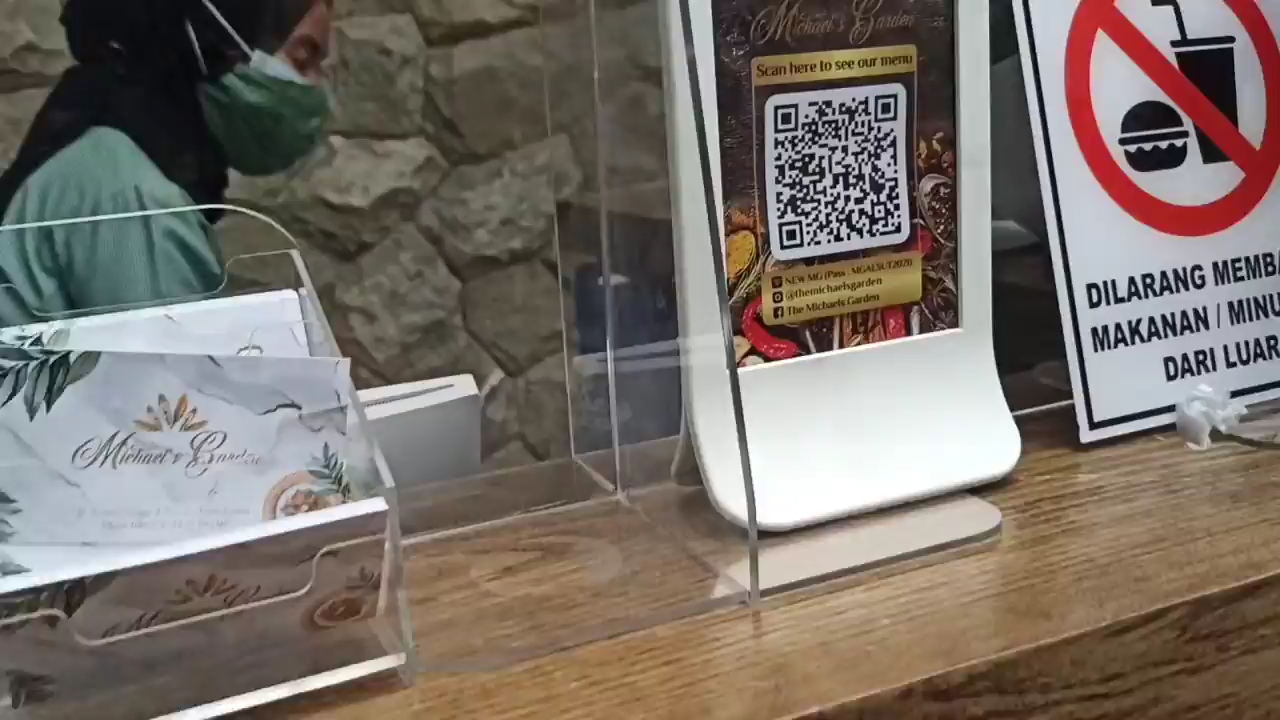 Michael's Garden
Scan here to see our menu
NEW MG (Pass : MGALSUT2020
@themichaelsgarden
The Michaels Garden
DILARANG MEMBA
MAKANAN / MINU
DARI LUAR
Michael's Garden